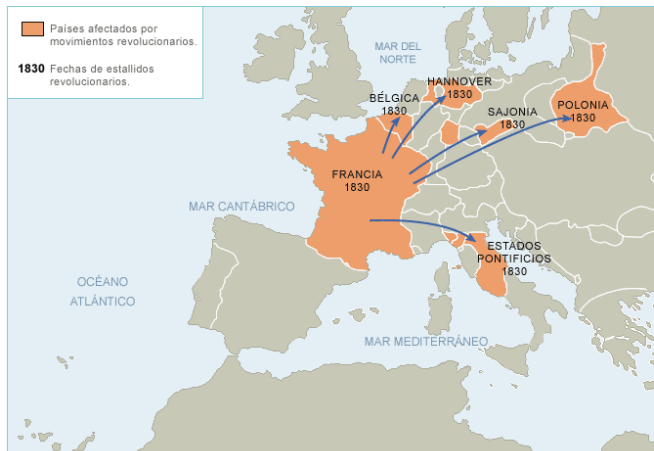 Países afectados por
movimientos revolucionarios.
1830 Fechas de estallidos
revolucionarios.
MAR DEL
NORTE
HANNOVER
1830
BÉLGICA
1830
SAJONIA
1830
POLONIA
1830
FRANCIA
1830
MAR CANTÁBRICO
ESTADOS
PONTIFICIOS
1830
OCÉANO
ATLÁNTICO
MAR MEDITERRÁNEO